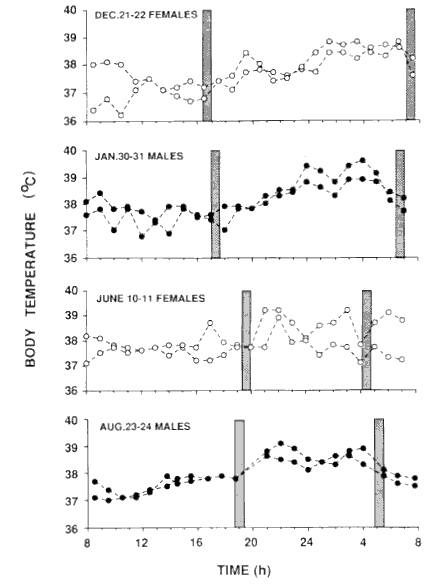 40
DEC.21-22 FEMALES
39
38
37
36
40
JAN.30-31 MALES
39
38
37
36
40
JUNE 10-11 FEMALES
39
38
37
36
40
AUG.23-24 MALES
39
38
37
36
8 12 16 20 24 4 8
TIME (h)
BODY TEMPERATURE (°C)